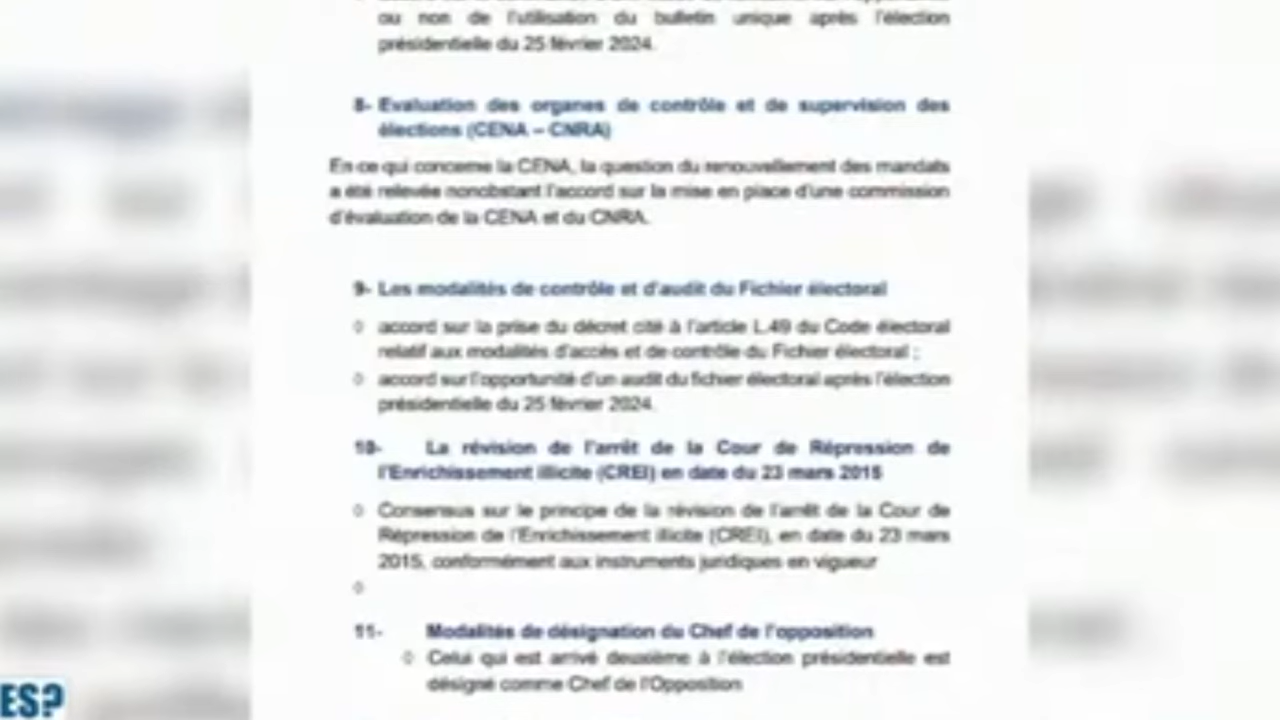 ou non de l'utilisation du bulletin unique après l'élection
présidentielle du 25 février 2024.
8- Evaluation des organes de contrôle et de supervision des
élections (CENA – CNRA)
En ce qui concerne la CENA, la question du renouvellement des mandats
a été relevée nonobstant l'accord sur la mise en place d'une commission
d'évaluation de la CENA et du CNRA.
9- Les modalités de contrôle et d'audit du Fichier électoral
◊ accord sur la prise du décret cité à l'article L.49 du Code électoral
relatif aux modalités d'accès et de contrôle du Fichier électoral ;
◊ accord sur l'opportunité d'un audit du fichier électoral après l'élection
présidentielle du 25 février 2024.
10- La révision de l'arrêt de la Cour de Répression de
l'Enrichissement illicite (CREI) en date du 23 mars 2015
◊ Consensus sur le principe de la révision de l'arrêt de la Cour de
Répression de l'Enrichissement illicite (CREI), en date du 23 mars
2015, conformément aux instruments juridiques en vigueur
◊
11- Modalités de désignation du Chef de l'opposition
◊ Celui qui est arrivé deuxième à l'élection présidentielle est
désigné comme Chef de l'Opposition
ES?